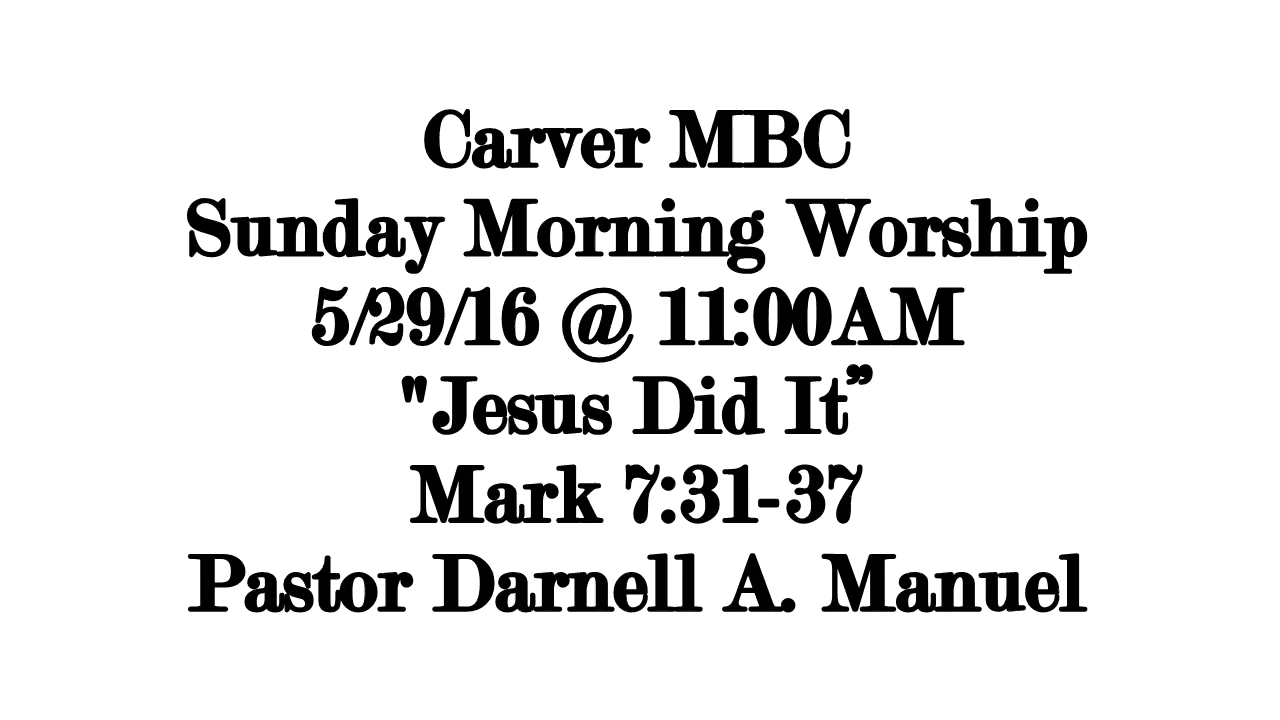 Carver MBC
Sunday Morning Worship
5/29/16 @ 11:00AM
"Jesus Did It”
Mark 7:31-37
Pastor Darnell A. Manuel